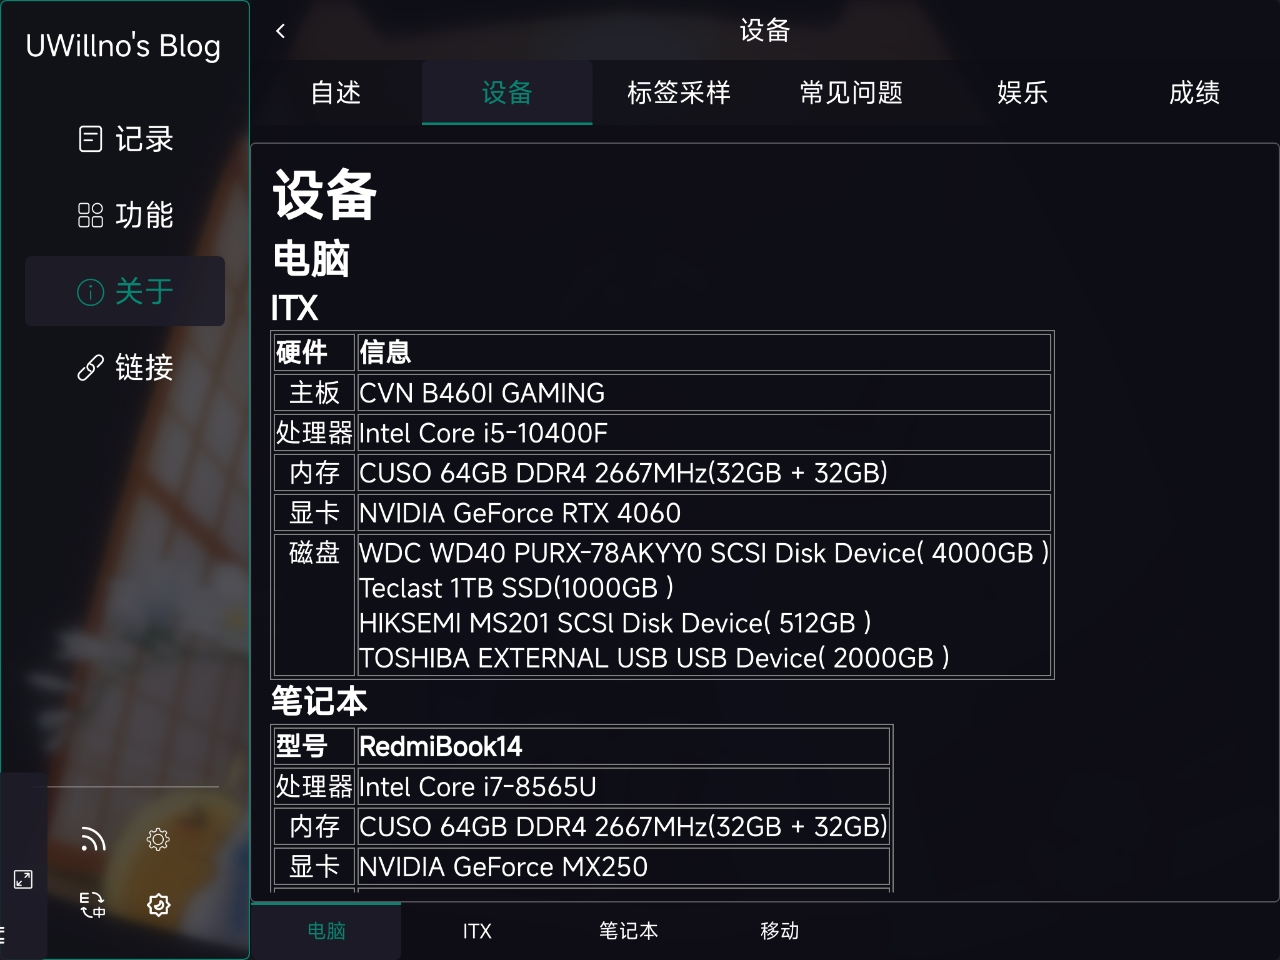 UWillno's Blog
记录
功能
关于
链接
设备
自述
设备
标签采样
常见问题
娱乐
成绩
设备
电脑
ITX
硬件 信息
主板 CVN B460I GAMING
处理器 Intel Core i5-10400F
内存 CUSO 64GB DDR4 2667MHz(32GB + 32GB)
显卡 NVIDIA GeForce RTX 4060
磁盘 WDC WD40 PURX-78AKYY0 SCSI Disk Device( 4000GB )
Teclast 1TB SSD(1000GB )
HIKSEMI MS201 SCSl Disk Device( 512GB )
TOSHIBA EXTERNAL USB USB Device( 2000GB )
笔记本
型号 RedmiBook14
处理器 Intel Core i7-8565U
内存 CUSO 64GB DDR4 2667MHz(32GB + 32GB)
显卡 NVIDIA GeForce MX250
电脑
ITX
笔记本
移动